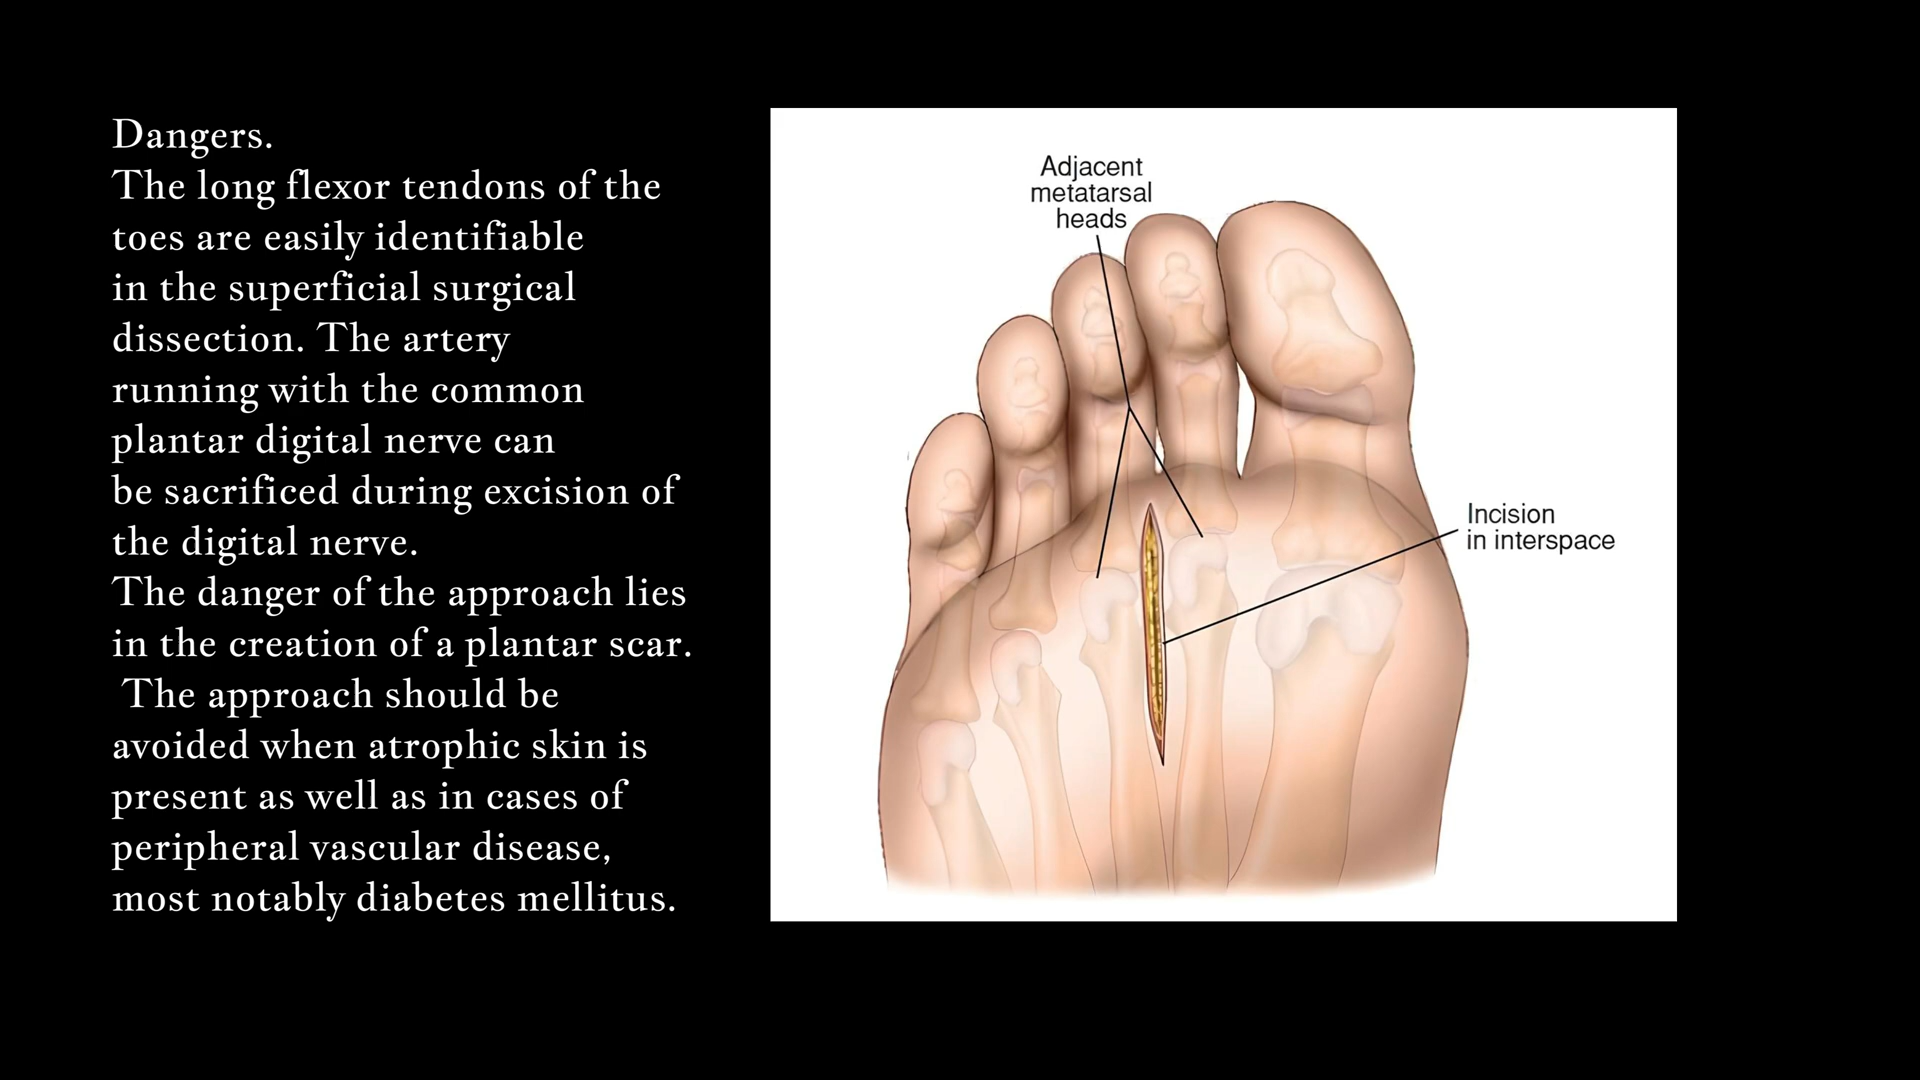 Dangers.
The long flexor tendons of the
toes are easily identifiable
in the superficial surgical
dissection. The artery
running with the common
plantar digital nerve can
be sacrificed during excision of
the digital nerve.
The danger of the approach lies
in the creation of a plantar scar.
The approach should be
avoided when atrophic skin is
present as well as in cases of
peripheral vascular disease,
most notably diabetes mellitus.
Adjacent
metatarsal
heads
Incision
in interspace